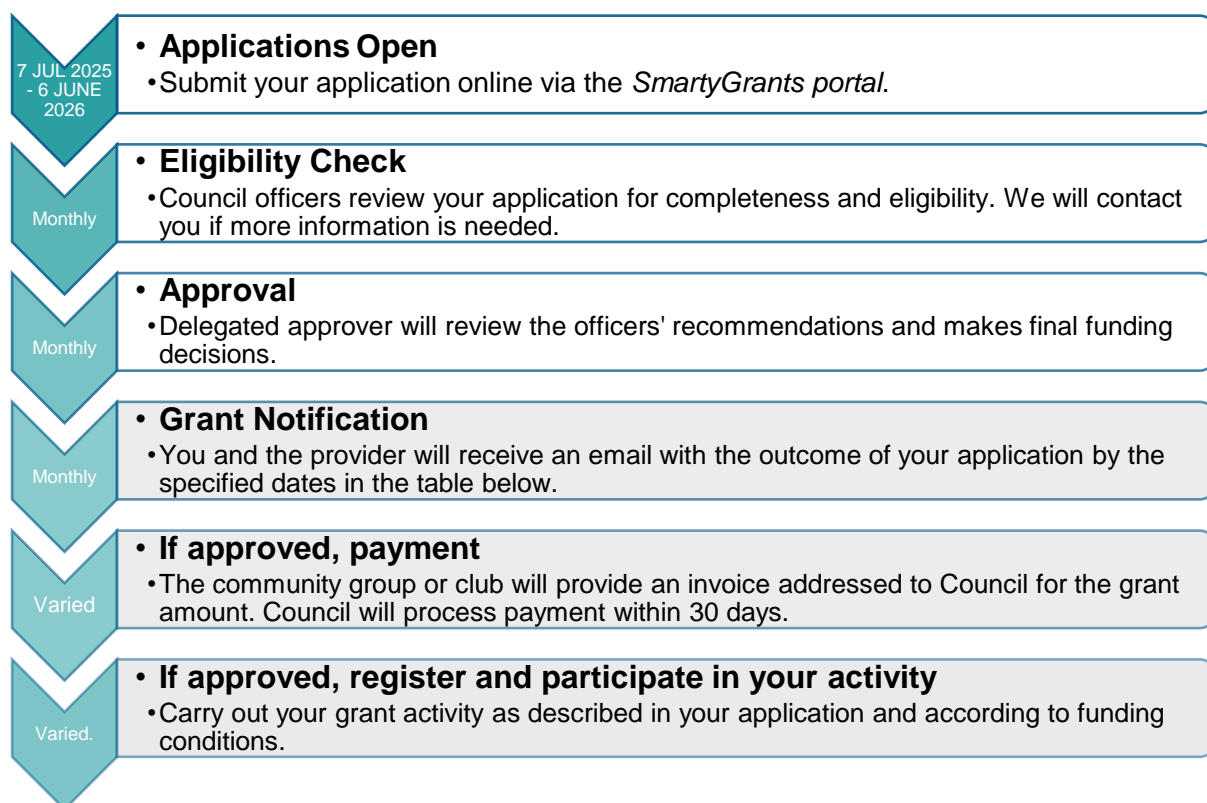 7 JUL 2025
- 6 JUNE
2026
• Applications Open
•Submit your application online via the SmartyGrants portal.
Monthly
• Eligibility Check
•Council officers review your application for completeness and eligibility. We will contact
you if more information is needed.
Monthly
• Approval
•Delegated approver will review the officers' recommendations and makes final funding
decisions.
Monthly
• Grant Notification
•You and the provider will receive an email with the outcome of your application by the
specified dates in the table below.
Varied
• If approved, payment
•The community group or club will provide an invoice addressed to Council for the grant
amount. Council will process payment within 30 days.
Varied.
• If approved, register and participate in your activity
•Carry out your grant activity as described in your application and according to funding
conditions.